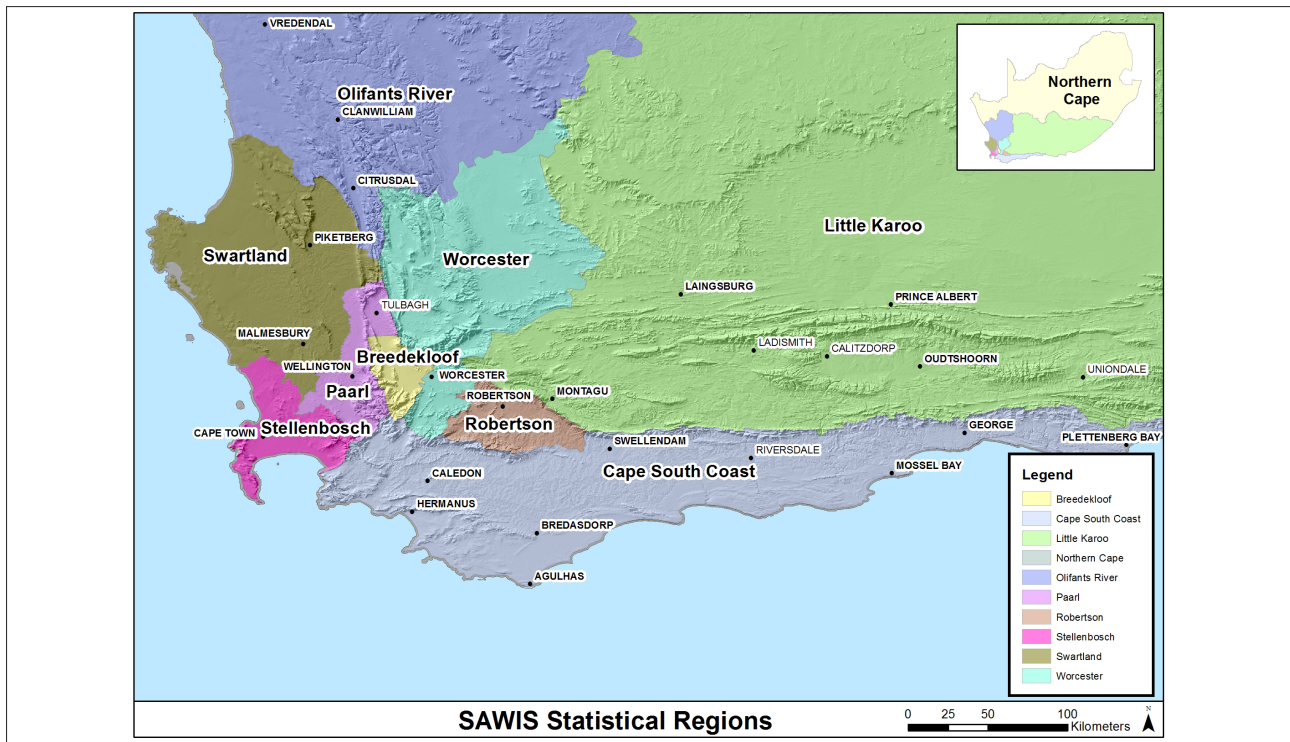 VREDENDAL
Olifants River
CLANWILLIAM
Northern
Cape
CITRUSDAL
Swartland
PIKETBERG
Worcester
Little Karoo
LAINGSBURG
PRINCE ALBERT
TULBAGH
MALMESBURY
LADISMITH
CALITZDORP
Breedekloof
WELLINGTON
WORCESTER
OUDTSHOORN
UNIONDALE
Paarl
ROBERTSON
MONTAGU
Robertson
Stellenbosch
CAPE TOWN
GEORGE
PLETTENBERG BAY
SWELLENDAM
RIVERSDALE
Cape South Coast
MOSSEL BAY
CALEDON
HERMANUS
BREDASDORP
AGULHAS
Legend
Breedekloof
Cape South Coast
Little Karoo
Northern Cape
Olifants River
Paarl
Robertson
Stellenbosch
Swartland
Worcester
SAWIS Statistical Regions
0 25 50 100
Kilometers
N